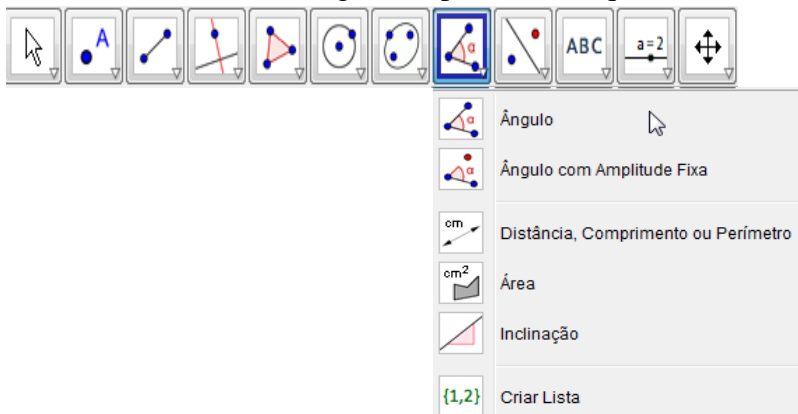 A
α
ABC
a=2
α
Ângulo
α
Ângulo com Amplitude Fixa
cm
Distância, Comprimento ou Perímetro
cm²
Área
Inclinação
{1,2}
Criar Lista